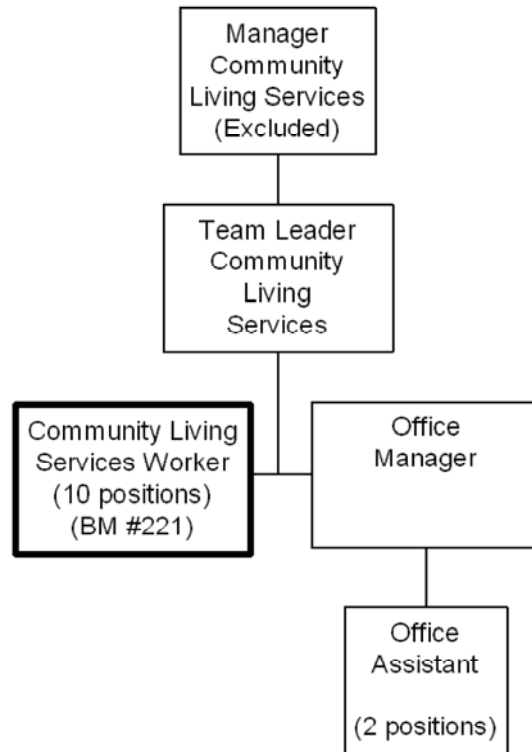 Manager
Community
Living Services
(Excluded)
Team Leader
Community
Living
Services
Community Living
Services Worker
(10 positions)
(BM #221)
Office
Manager
Office
Assistant
(2 positions)